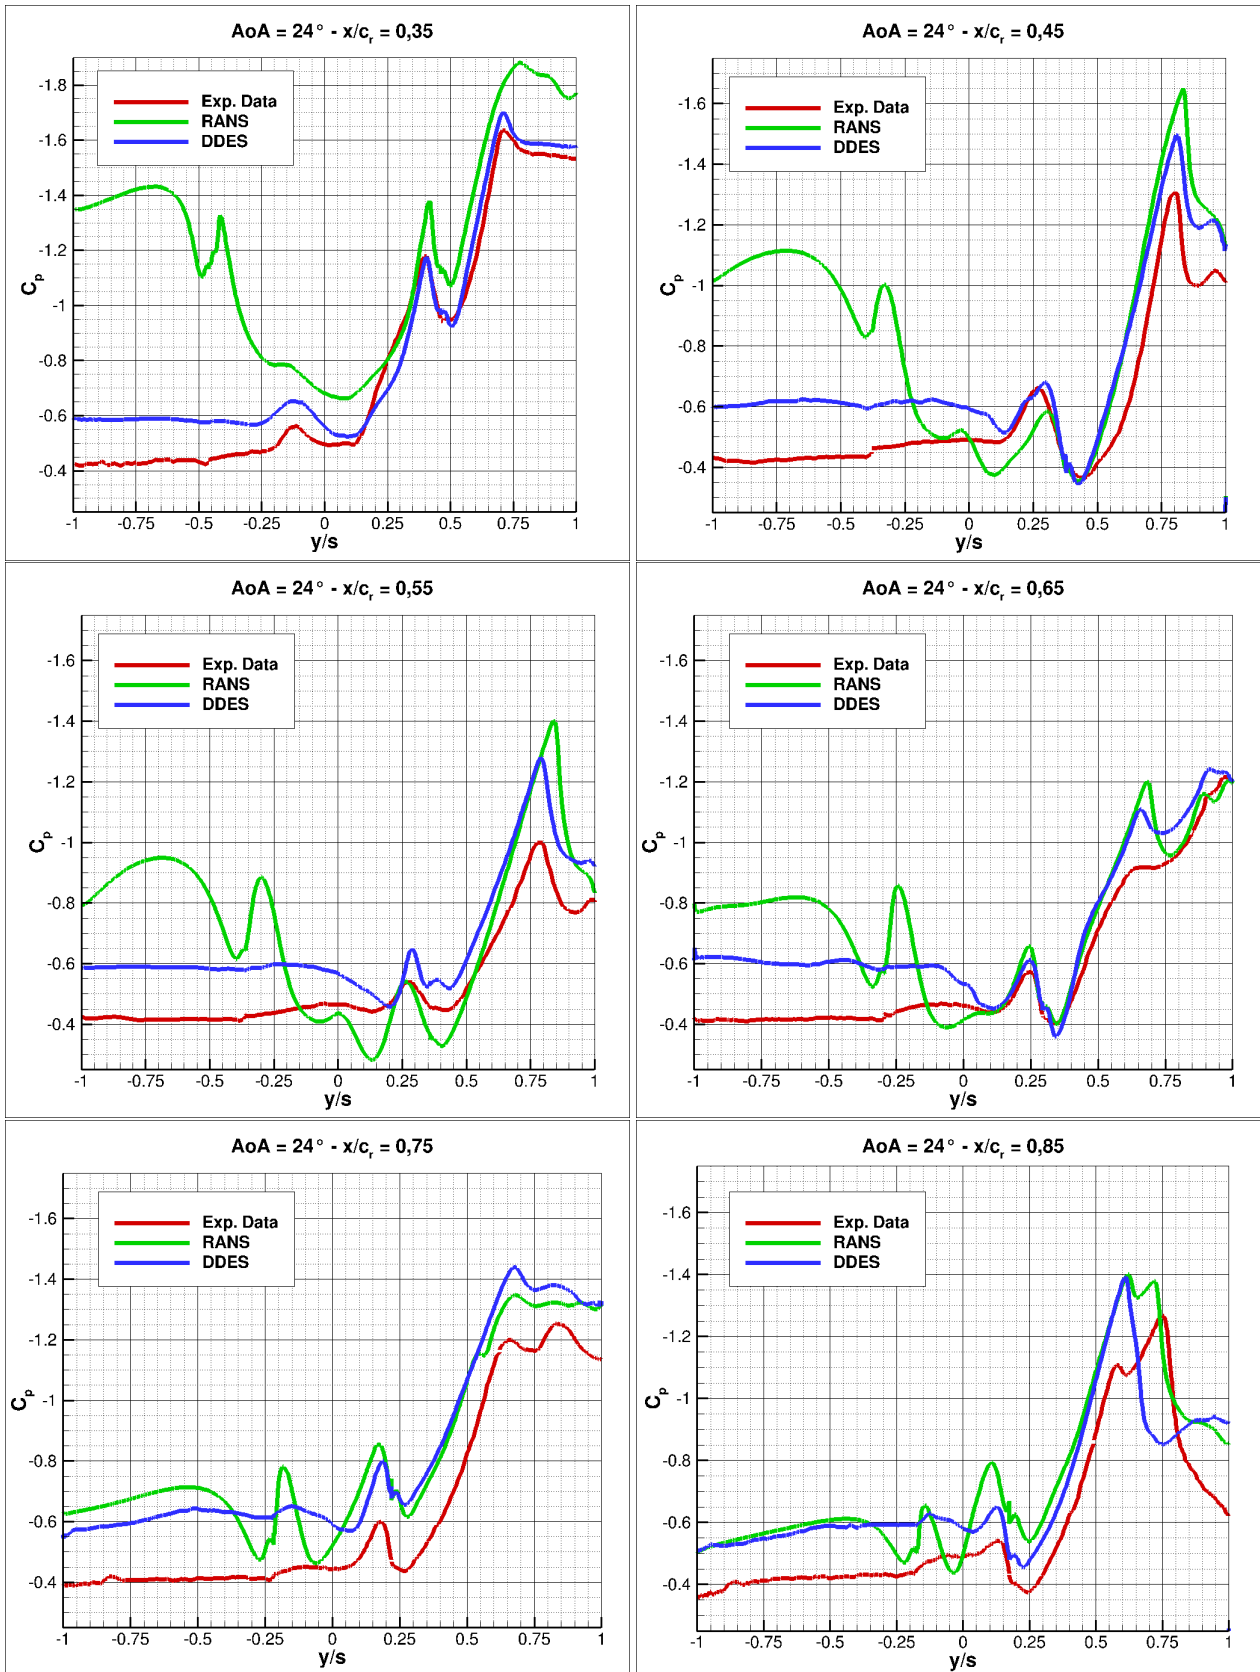 AoA = 24° - x/cr = 0,35
Exp. Data
RANS
DDES
Cp
-1.8
-1.6
-1.4
-1.2
-1
-0.8
-0.6
-0.4
-1 -0.75 -0.5 -0.25 0 0.25 0.5 0.75 1
y/s
AoA = 24° - x/cr = 0,45
Exp. Data
RANS
DDES
Cp
-1.6
-1.4
-1.2
-1
-0.8
-0.6
-0.4
-1 -0.75 -0.5 -0.25 0 0.25 0.5 0.75 1
y/s
AoA = 24° - x/cr = 0,55
Exp. Data
RANS
DDES
Cp
-1.6
-1.4
-1.2
-1
-0.8
-0.6
-0.4
-1 -0.75 -0.5 -0.25 0 0.25 0.5 0.75 1
y/s
AoA = 24° - x/cr = 0,65
Exp. Data
RANS
DDES
Cp
-1.6
-1.4
-1.2
-1
-0.8
-0.6
-0.4
-1 -0.75 -0.5 -0.25 0 0.25 0.5 0.75 1
y/s
AoA = 24° - x/cr = 0,75
Exp. Data
RANS
DDES
Cp
-1.6
-1.4
-1.2
-1
-0.8
-0.6
-0.4
-1 -0.75 -0.5 -0.25 0 0.25 0.5 0.75 1
y/s
AoA = 24° - x/cr = 0,85
Exp. Data
RANS
DDES
Cp
-1.6
-1.4
-1.2
-1
-0.8
-0.6
-0.4
-1 -0.75 -0.5 -0.25 0 0.25 0.5 0.75 1
y/s